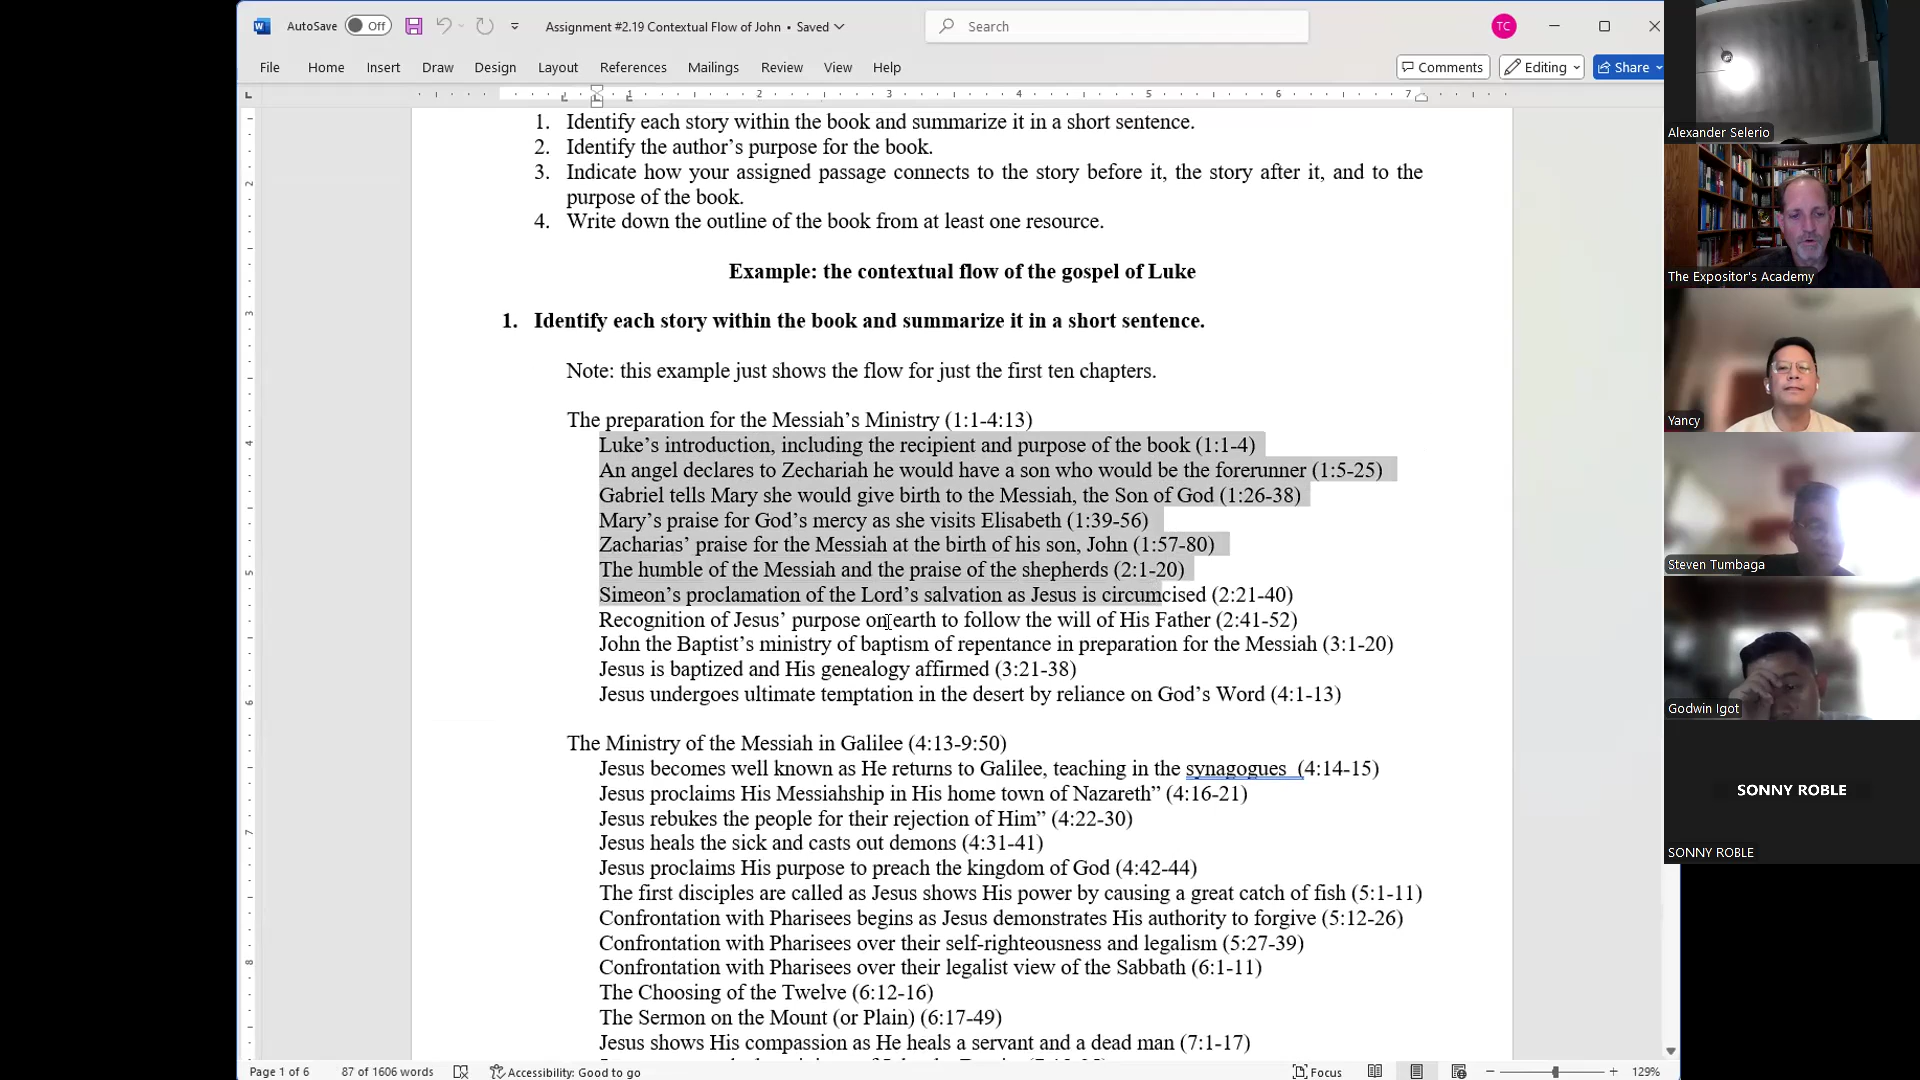 AutoSave Off Assignment #2.19 Contextual Flow of John • Saved Search TC
File Home Insert Draw Design Layout References Mailings Review View Help Comments Editing Share
1 2 3 4 5 6 7
1. Identify each story within the book and summarize it in a short sentence.
2. Identify the author’s purpose for the book.
3. Indicate how your assigned passage connects to the story before it, the story after it, and to the
purpose of the book.
4. Write down the outline of the book from at least one resource.
Example: the contextual flow of the gospel of Luke
1. Identify each story within the book and summarize it in a short sentence.
Note: this example just shows the flow for just the first ten chapters.
The preparation for the Messiah’s Ministry (1:1-4:13)
Luke’s introduction, including the recipient and purpose of the book (1:1-4)
An angel declares to Zechariah he would have a son who would be the forerunner (1:5-25)
Gabriel tells Mary she would give birth to the Messiah, the Son of God (1:26-38)
Mary’s praise for God’s mercy as she visits Elisabeth (1:39-56)
Zacharias’ praise for the Messiah at the birth of his son, John (1:57-80)
The humble of the Messiah and the praise of the shepherds (2:1-20)
Simeon’s proclamation of the Lord’s salvation as Jesus is circumcised (2:21-40)
Recognition of Jesus’ purpose on earth to follow the will of His Father (2:41-52)
John the Baptist’s ministry of baptism of repentance in preparation for the Messiah (3:1-20)
Jesus is baptized and His genealogy affirmed (3:21-38)
Jesus undergoes ultimate temptation in the desert by reliance on God’s Word (4:1-13)
The Ministry of the Messiah in Galilee (4:13-9:50)
Jesus becomes well known as He returns to Galilee, teaching in the synagogues (4:14-15)
Jesus proclaims His Messiahship in His home town of Nazareth” (4:16-21)
Jesus rebukes the people for their rejection of Him” (4:22-30)
Jesus heals the sick and casts out demons (4:31-41)
Jesus proclaims His purpose to preach the kingdom of God (4:42-44)
The first disciples are called as Jesus shows His power by causing a great catch of fish (5:1-11)
Confrontation with Pharisees begins as Jesus demonstrates His authority to forgive (5:12-26)
Confrontation with Pharisees over their self-righteousness and legalism (5:27-39)
Confrontation with Pharisees over their legalist view of the Sabbath (6:1-11)
The Choosing of the Twelve (6:12-16)
The Sermon on the Mount (or Plain) (6:17-49)
Jesus shows His compassion as He heals a servant and a dead man (7:1-17)
2
3
4
5
6
7
8
Page 1 of 6 87 of 1606 words Accessibility: Good to go Focus 129%
Alexander Selerio
The Expositor's Academy
Yancy
Steven Tumbaga
Godwin Igot
SONNY ROBLE
SONNY ROBLE